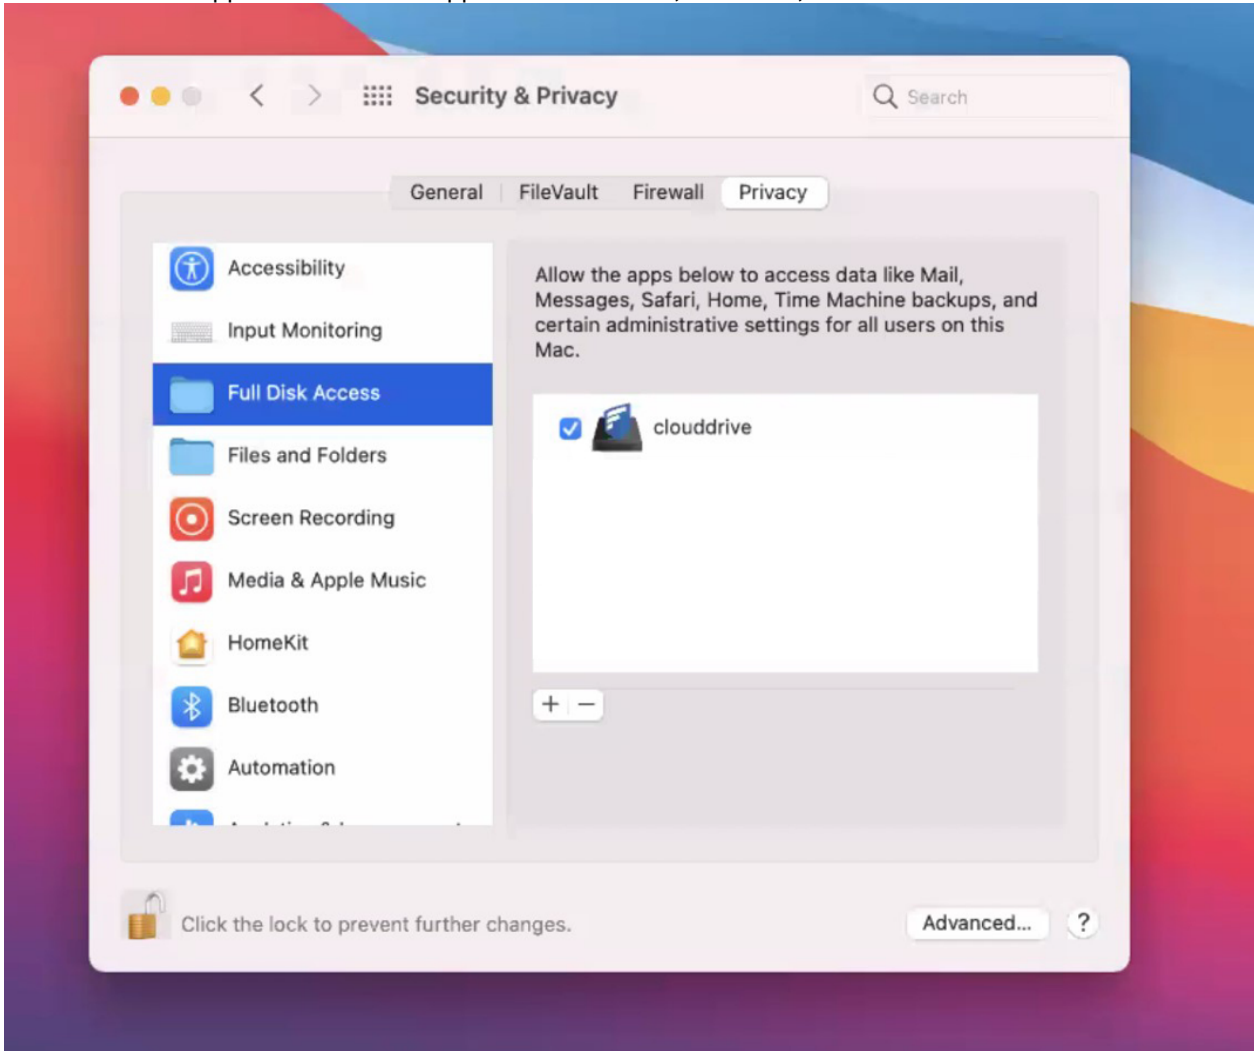 Security & Privacy
Search
General
FileVault
Firewall
Privacy
Accessibility
Input Monitoring
Full Disk Access
Files and Folders
Screen Recording
Media & Apple Music
HomeKit
Bluetooth
Automation
Allow the apps below to access data like Mail,
Messages, Safari, Home, Time Machine backups, and
certain administrative settings for all users on this
Mac.
clouddrive
+ −
Click the lock to prevent further changes.
Advanced...
?